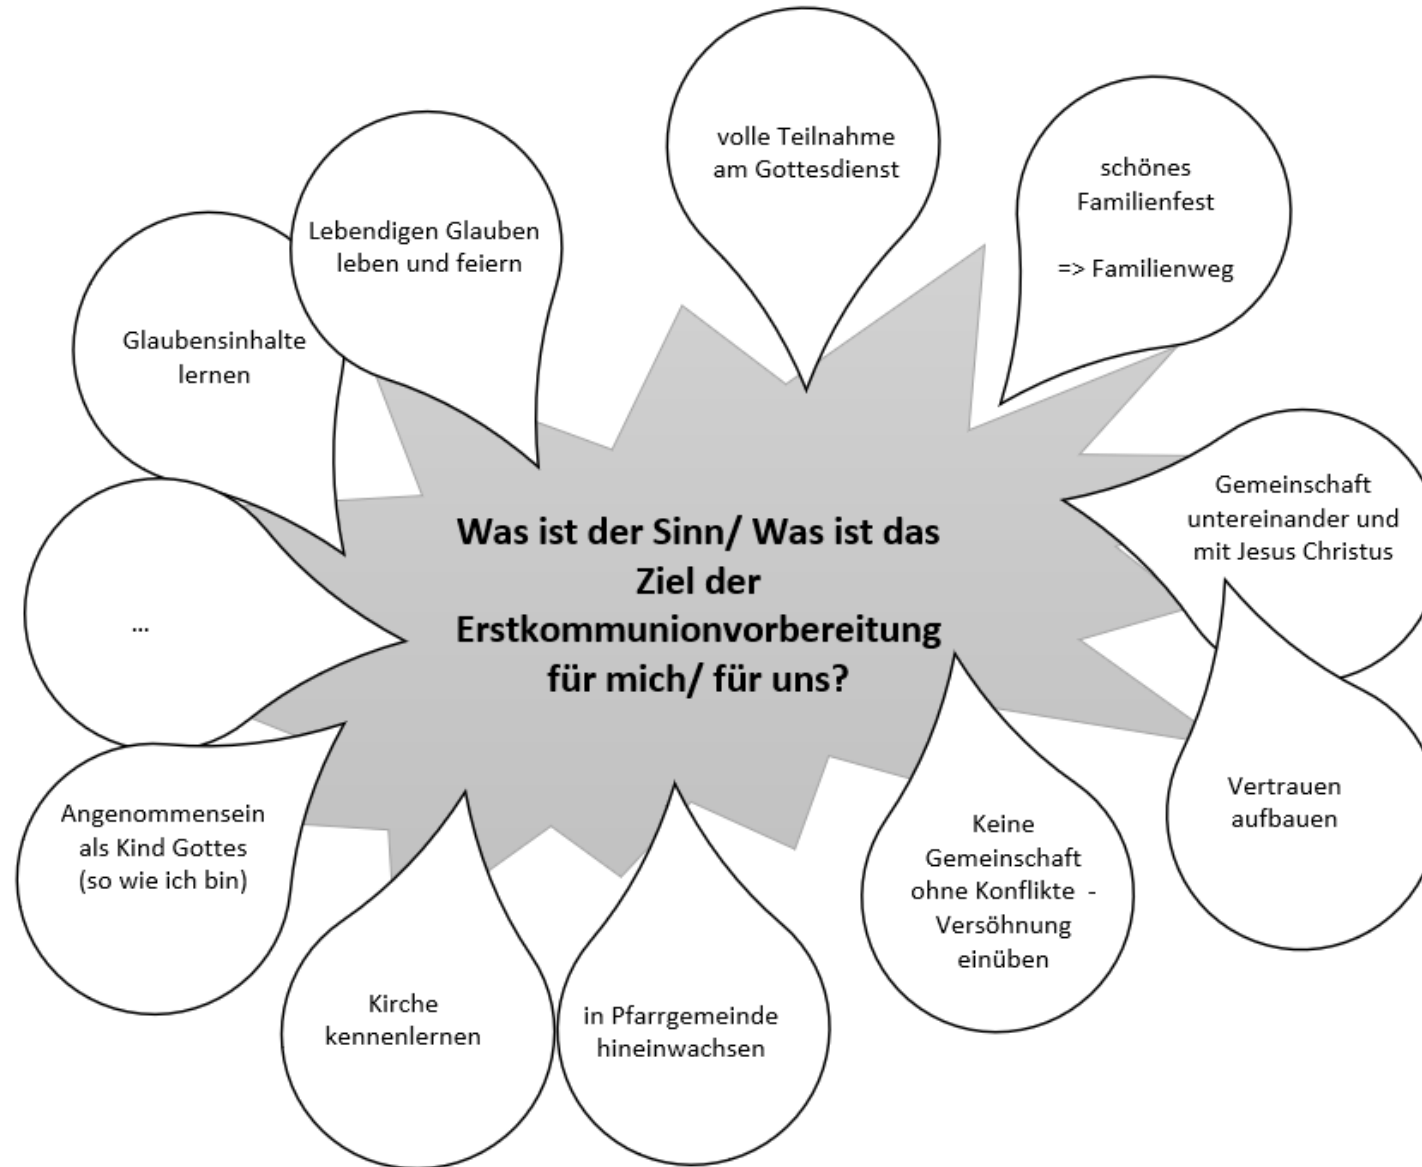 volle Teilnahme
am Gottesdienst
schönes
Familienfest
=> Familienweg
Lebendigen Glauben
leben und feiern
Glaubensinhalte
lernen
Gemeinschaft
untereinander und
mit Jesus Christus
Was ist der Sinn/ Was ist das
Ziel der
Erstkommunionvorbereitung
für mich/ für uns?
...
Vertrauen
aufbauen
Angenommensein
als Kind Gottes
(so wie ich bin)
Keine
Gemeinschaft
ohne Konflikte -
Versöhnung
einüben
Kirche
kennenlernen
in Pfarrgemeinde
hineinwachsen